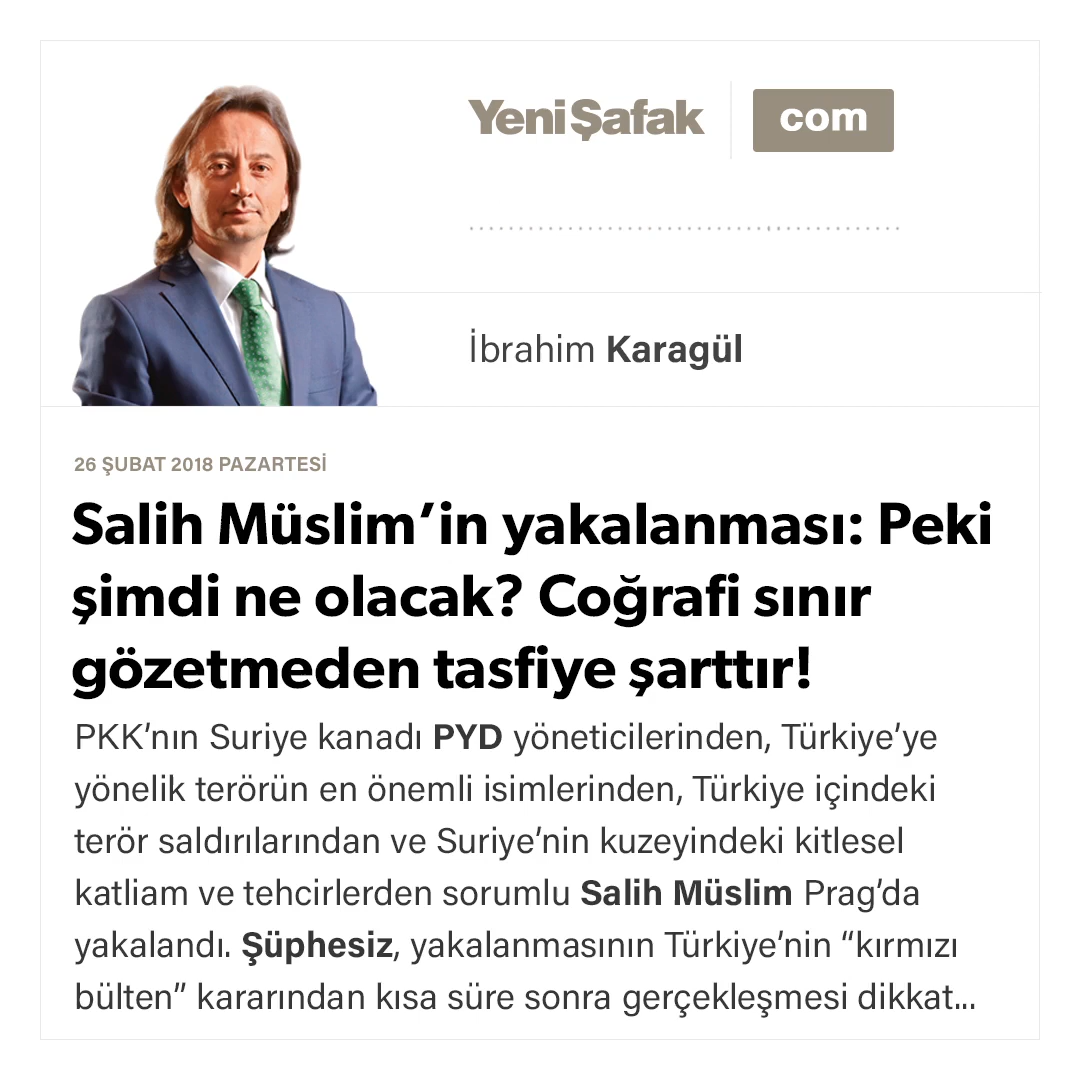 YeniŞafak
com
İbrahim Karagül
26 ŞUBAT 2018 PAZARTESİ
Salih Müslim’in yakalanması: Peki
şimdi ne olacak? Coğrafi sınır
gözetmeden tasfiye şarttır!
PKK’nın Suriye kanadı PYD yöneticilerinden, Türkiye’ye
yönelik terörün en önemli isimlerinden, Türkiye içindeki
terör saldırılarından ve Suriye’nin kuzeyindeki kitlesel
katliam ve tehcirlerden sorumlu Salih Müslim Prag’da
yakalandı. Şüphesiz, yakalanmasının Türkiye’nin “kırmızı
bülten” kararından kısa süre sonra gerçekleşmesi dikkat...